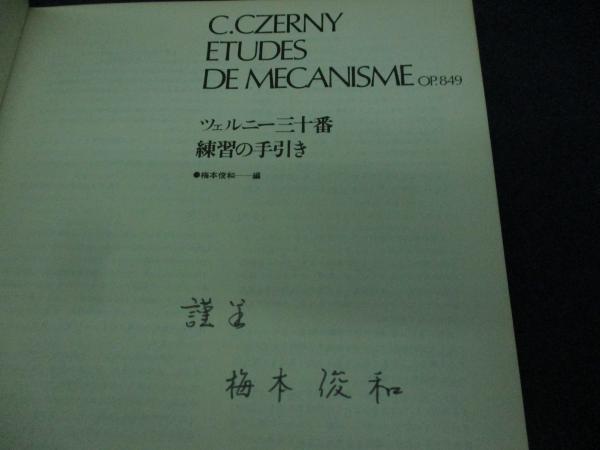 C.CZERNY
ETUDES
DE MECANISME OP.849
ツェルニー三十番
練習の手引き
●梅本俊和——編
謹呈
梅本俊和